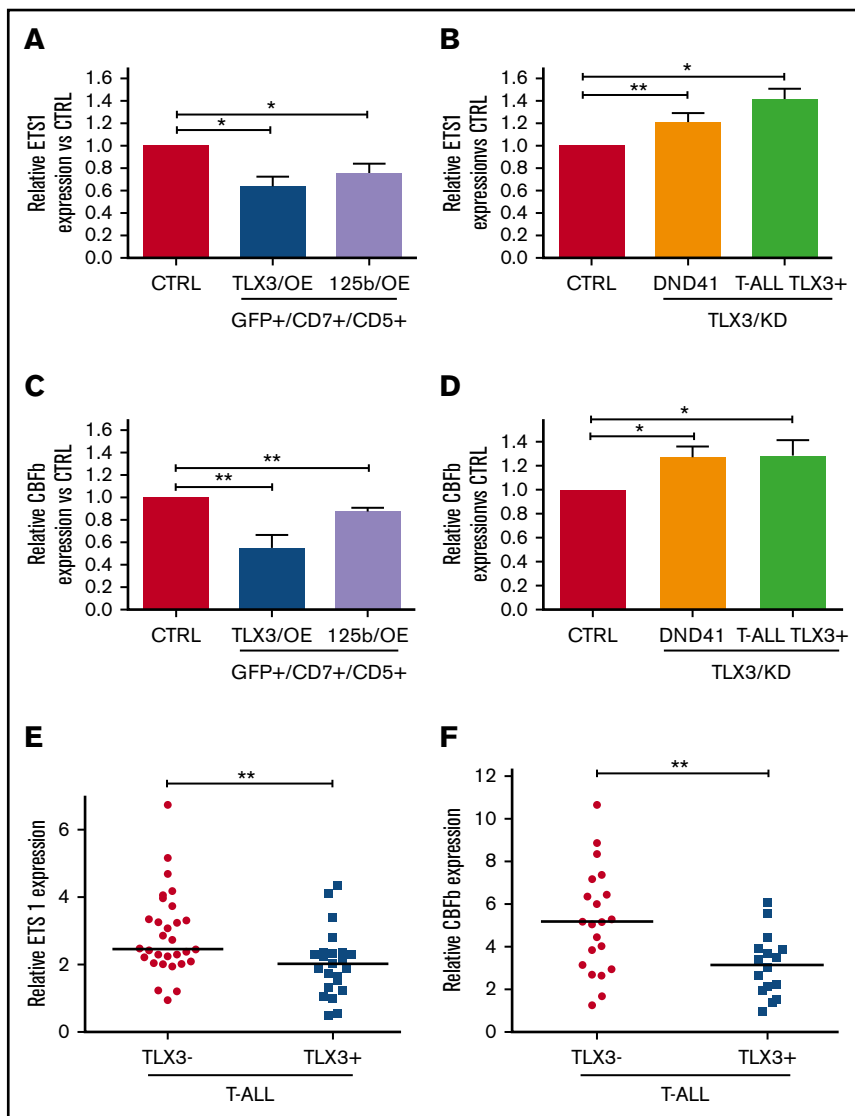 A
Relative ETS1
expression vs CTRL
1.6
1.4
1.2
1.0
0.8
0.6
0.4
0.2
0.0
*
*
CTRL
TLX3/OE
125b/OE
GFP+/CD7+/CD5+
B
Relative ETS1
expressionvs CTRL
1.6
1.4
1.2
1.0
0.8
0.6
0.4
0.2
0.0
*
**
CTRL
DND41
T-ALL TLX3+
TLX3/KD
C
Relative CBFb
expression vs CTRL
1.6
1.4
1.2
1.0
0.8
0.6
0.4
0.2
0.0
**
**
CTRL
TLX3/OE
125b/OE
GFP+/CD7+/CD5+
D
Relative CBFb
expressionvs CTRL
1.4
1.2
1.0
0.8
0.6
0.4
0.2
0.0
*
*
CTRL
DND41
T-ALL TLX3+
TLX3/KD
E
Relative ETS 1 expression
6
4
2
0
**
TLX3-
TLX3+
T-ALL
F
Relative CBFb expression
12
10
8
6
4
2
0
**
TLX3-
TLX3+
T-ALL